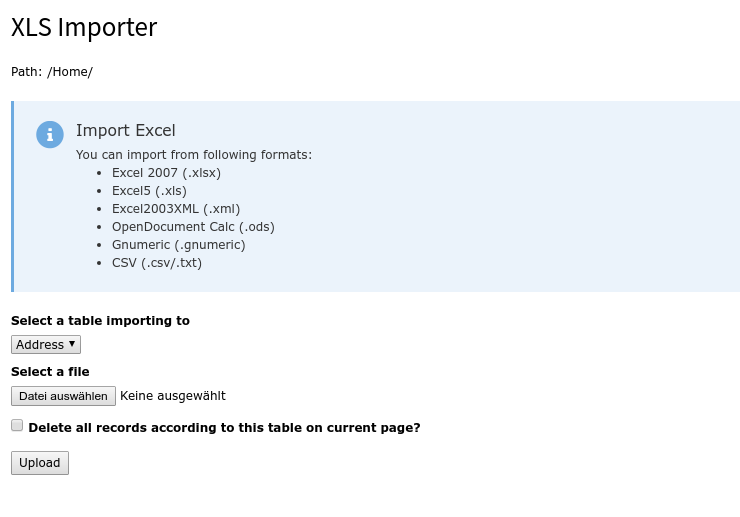 XLS Importer
Path: /Home/
Import Excel
You can import from following formats:
• Excel 2007 (.xlsx)
• Excel5 (.xls)
• Excel2003XML (.xml)
• OpenDocument Calc (.ods)
• Gnumeric (.gnumeric)
• CSV (.csv/.txt)
Select a table importing to
Address
Select a file
Datei auswählen Keine ausgewählt
Delete all records according to this table on current page?
Upload